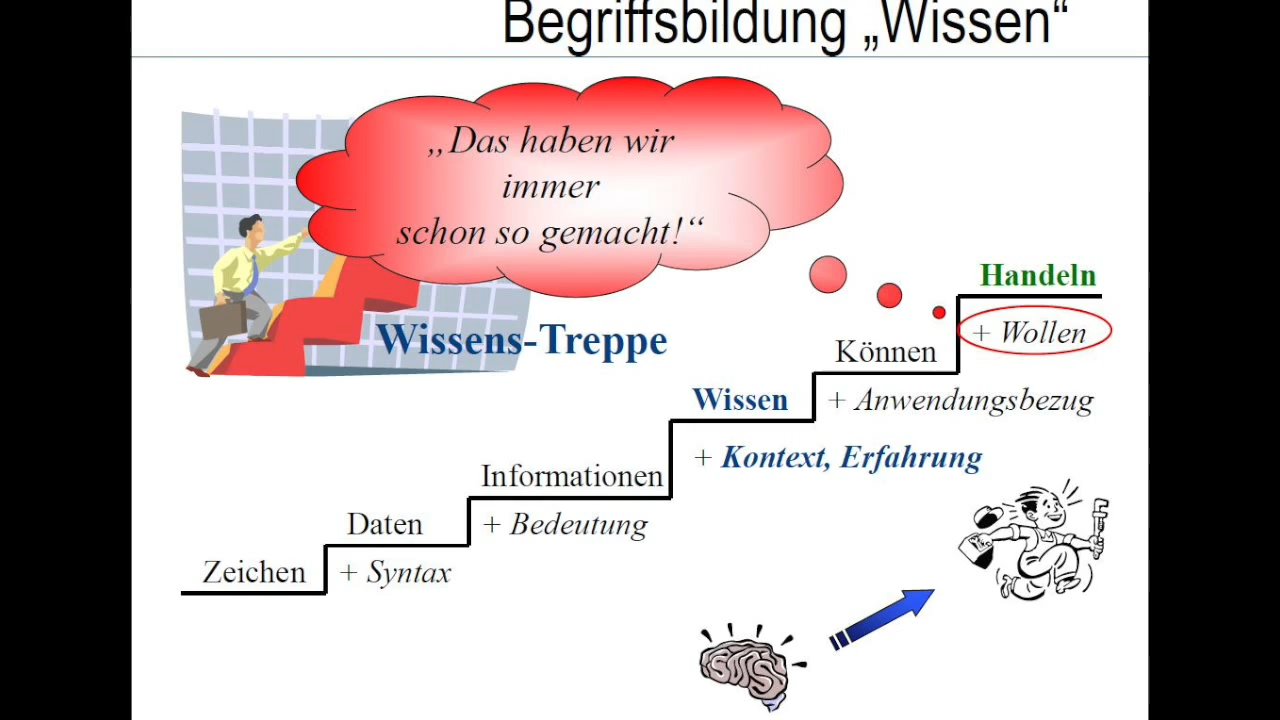 Begriffsbildung „Wissen“
„Das haben wir
immer
schon so gemacht!“
Wissens-Treppe
Handeln
+ Wollen
Können
+ Anwendungsbezug
Wissen
+ Kontext, Erfahrung
Informationen
+ Bedeutung
Daten
+ Syntax
Zeichen